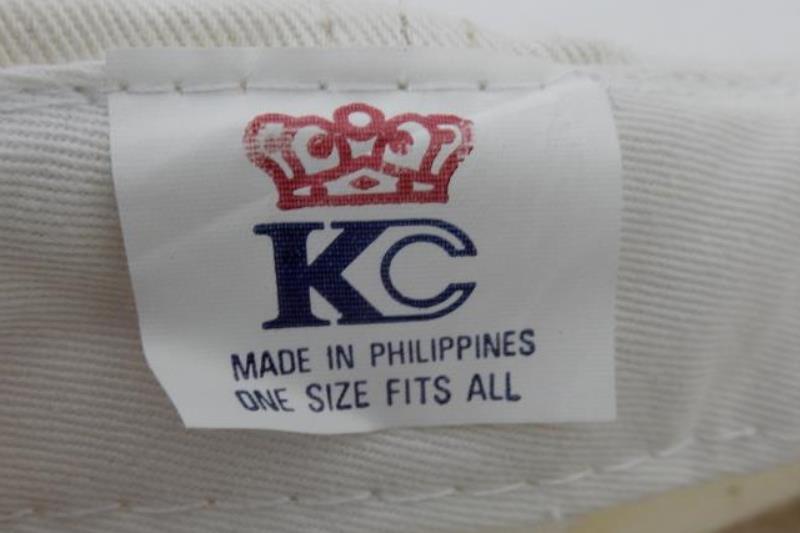 KC
MADE IN PHILIPPINES
ONE SIZE FITS ALL